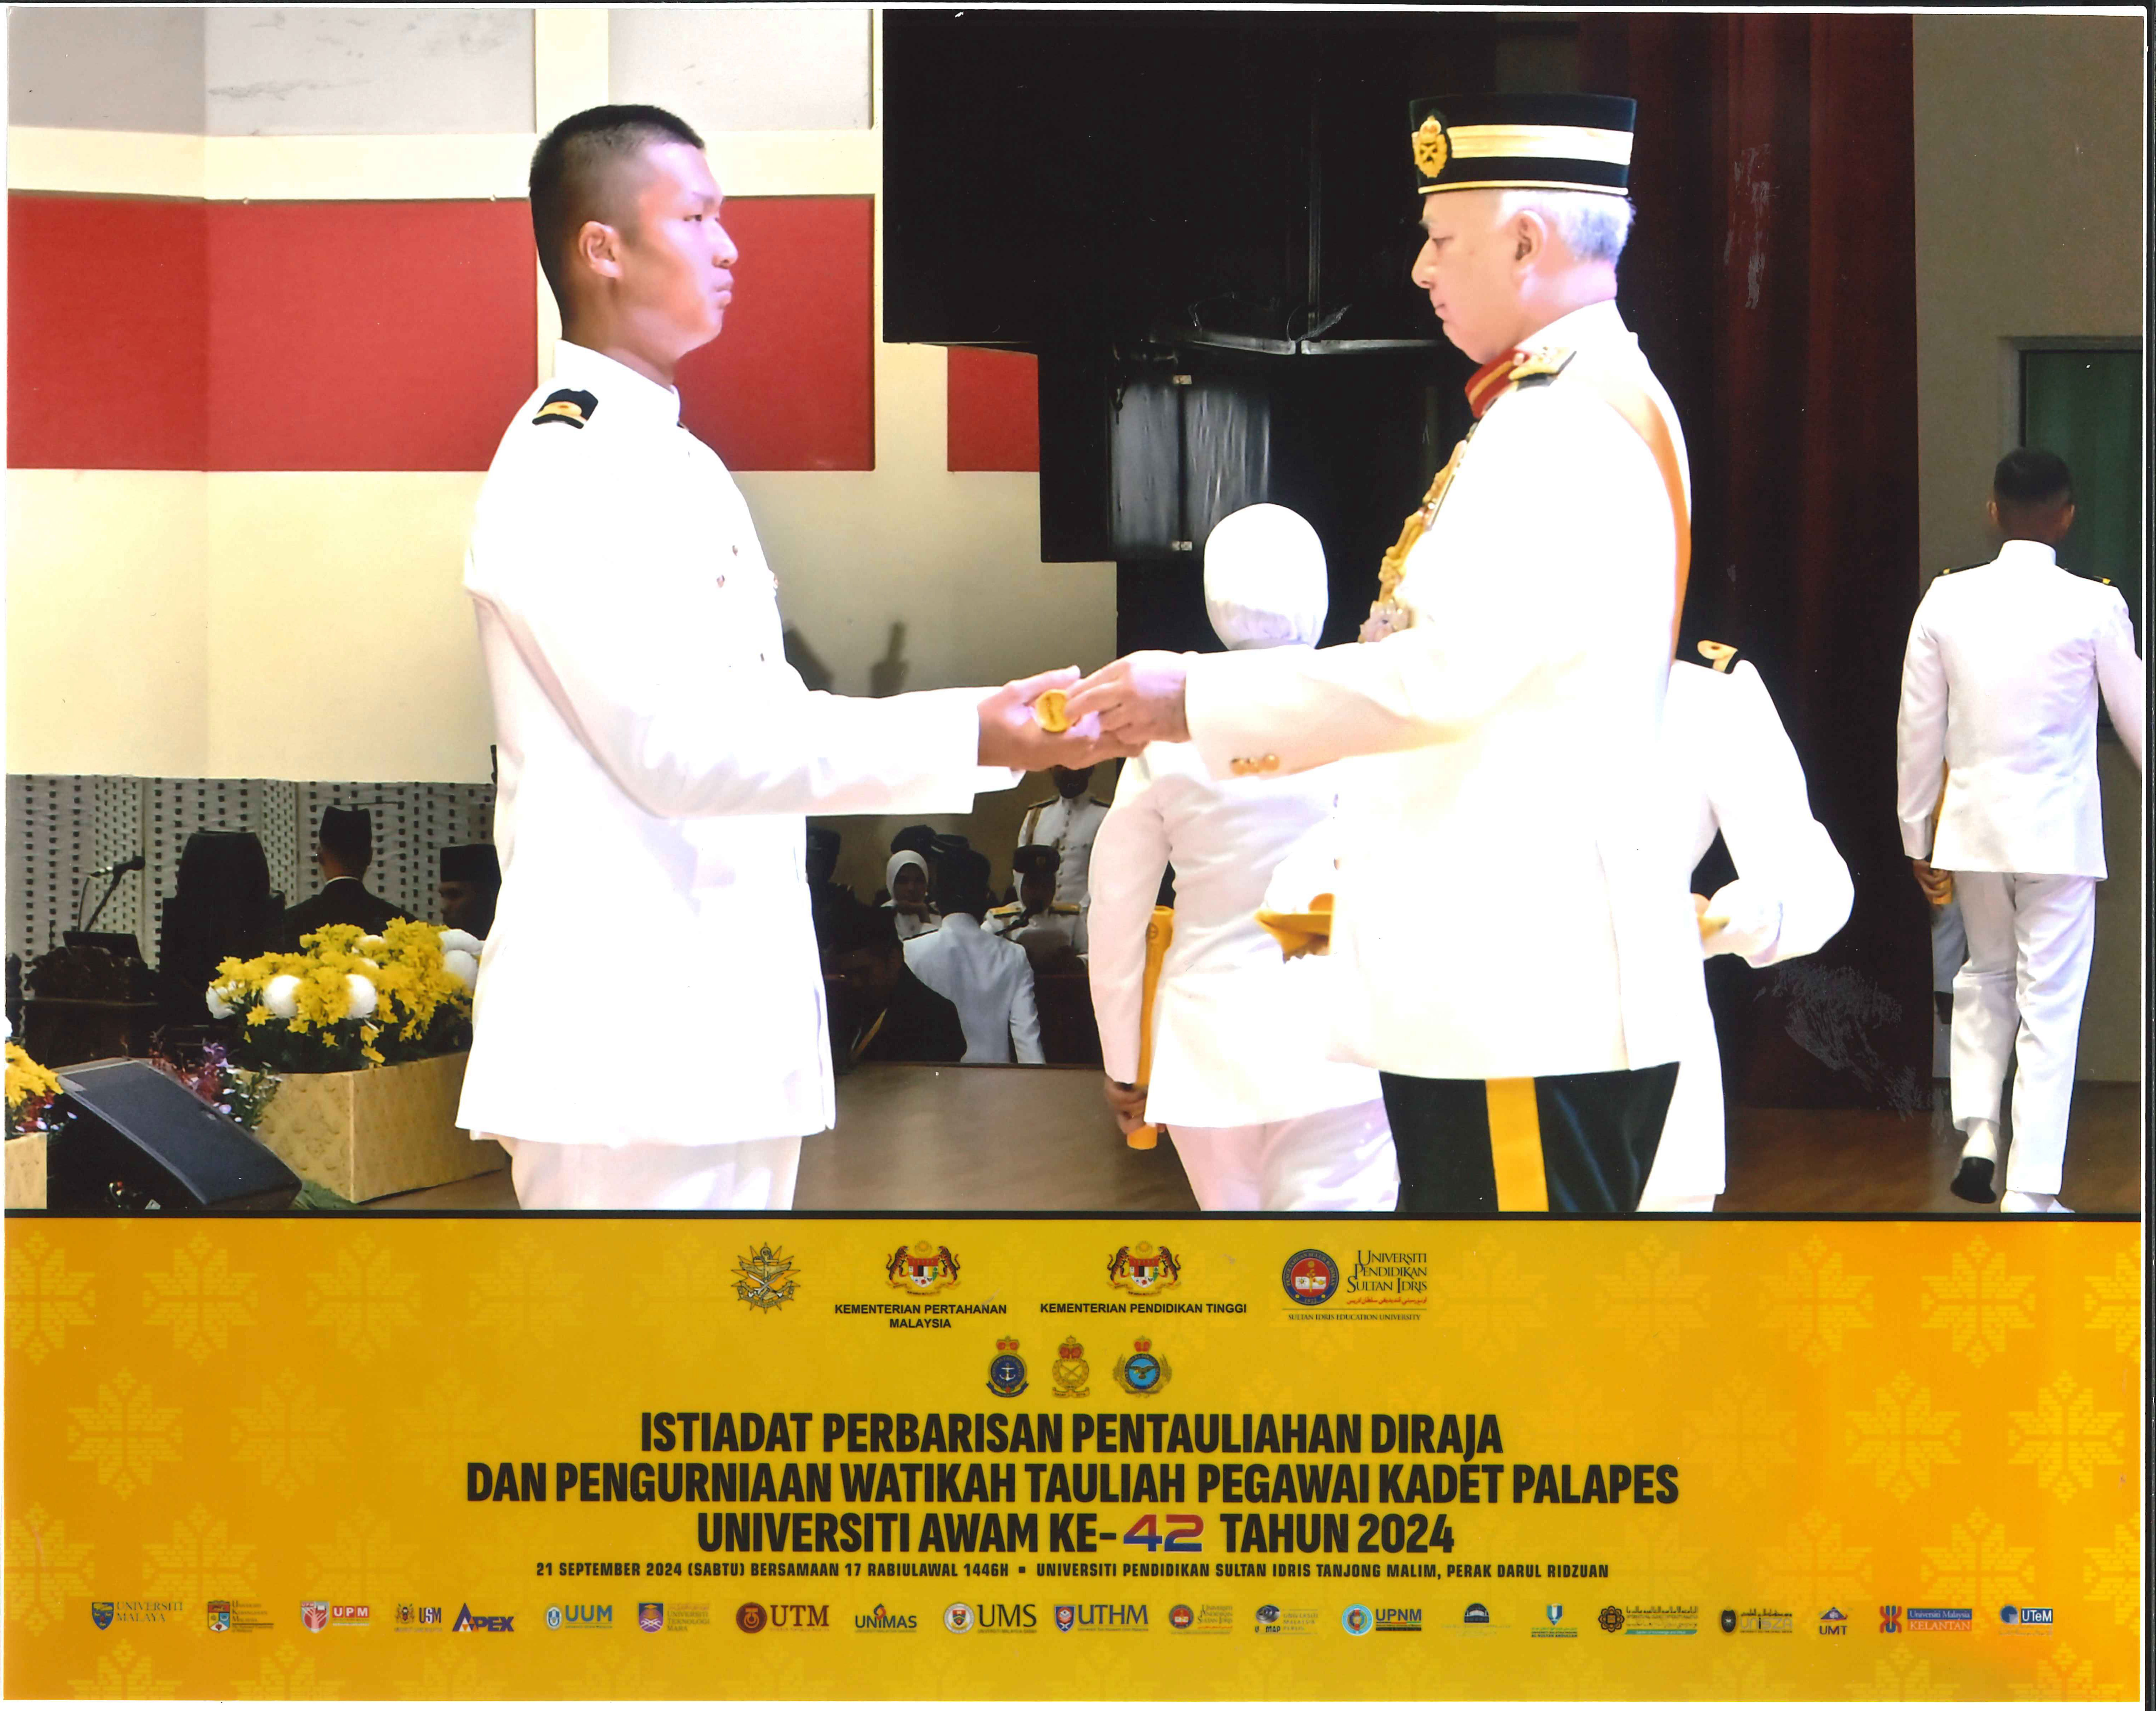 KEMENTERIAN PERTAHANAN
MALAYSIA
KEMENTERIAN PENDIDIKAN TINGGI
UNIVERSITI
PENDIDIKAN
SULTAN IDRIS
SULTAN IDRIS EDUCATION UNIVERSITY
ISTIADAT PERBARISAN PENTAULIAHAN DIRAJA
DAN PENGURNIAAN WATIKAH TAULIAH PEGAWAI KADET PALAPES
UNIVERSITI AWAM KE-42 TAHUN 2024
21 SEPTEMBER 2024 (SABTU) BERSAMAAN 17 RABIULAWAL 1446H ▪ UNIVERSITI PENDIDIKAN SULTAN IDRIS TANJONG MALIM, PERAK DARUL RIDZUAN
UNIVERSITI
MALAYA
UPM
USM
APEX
UUM
UNIVERSITI
TEKNOLOGI
MARA
UTM
UNIMAS
UMS
UTHM
UPNM
UMT
Universiti Malaysia
KELANTAN
UTeM